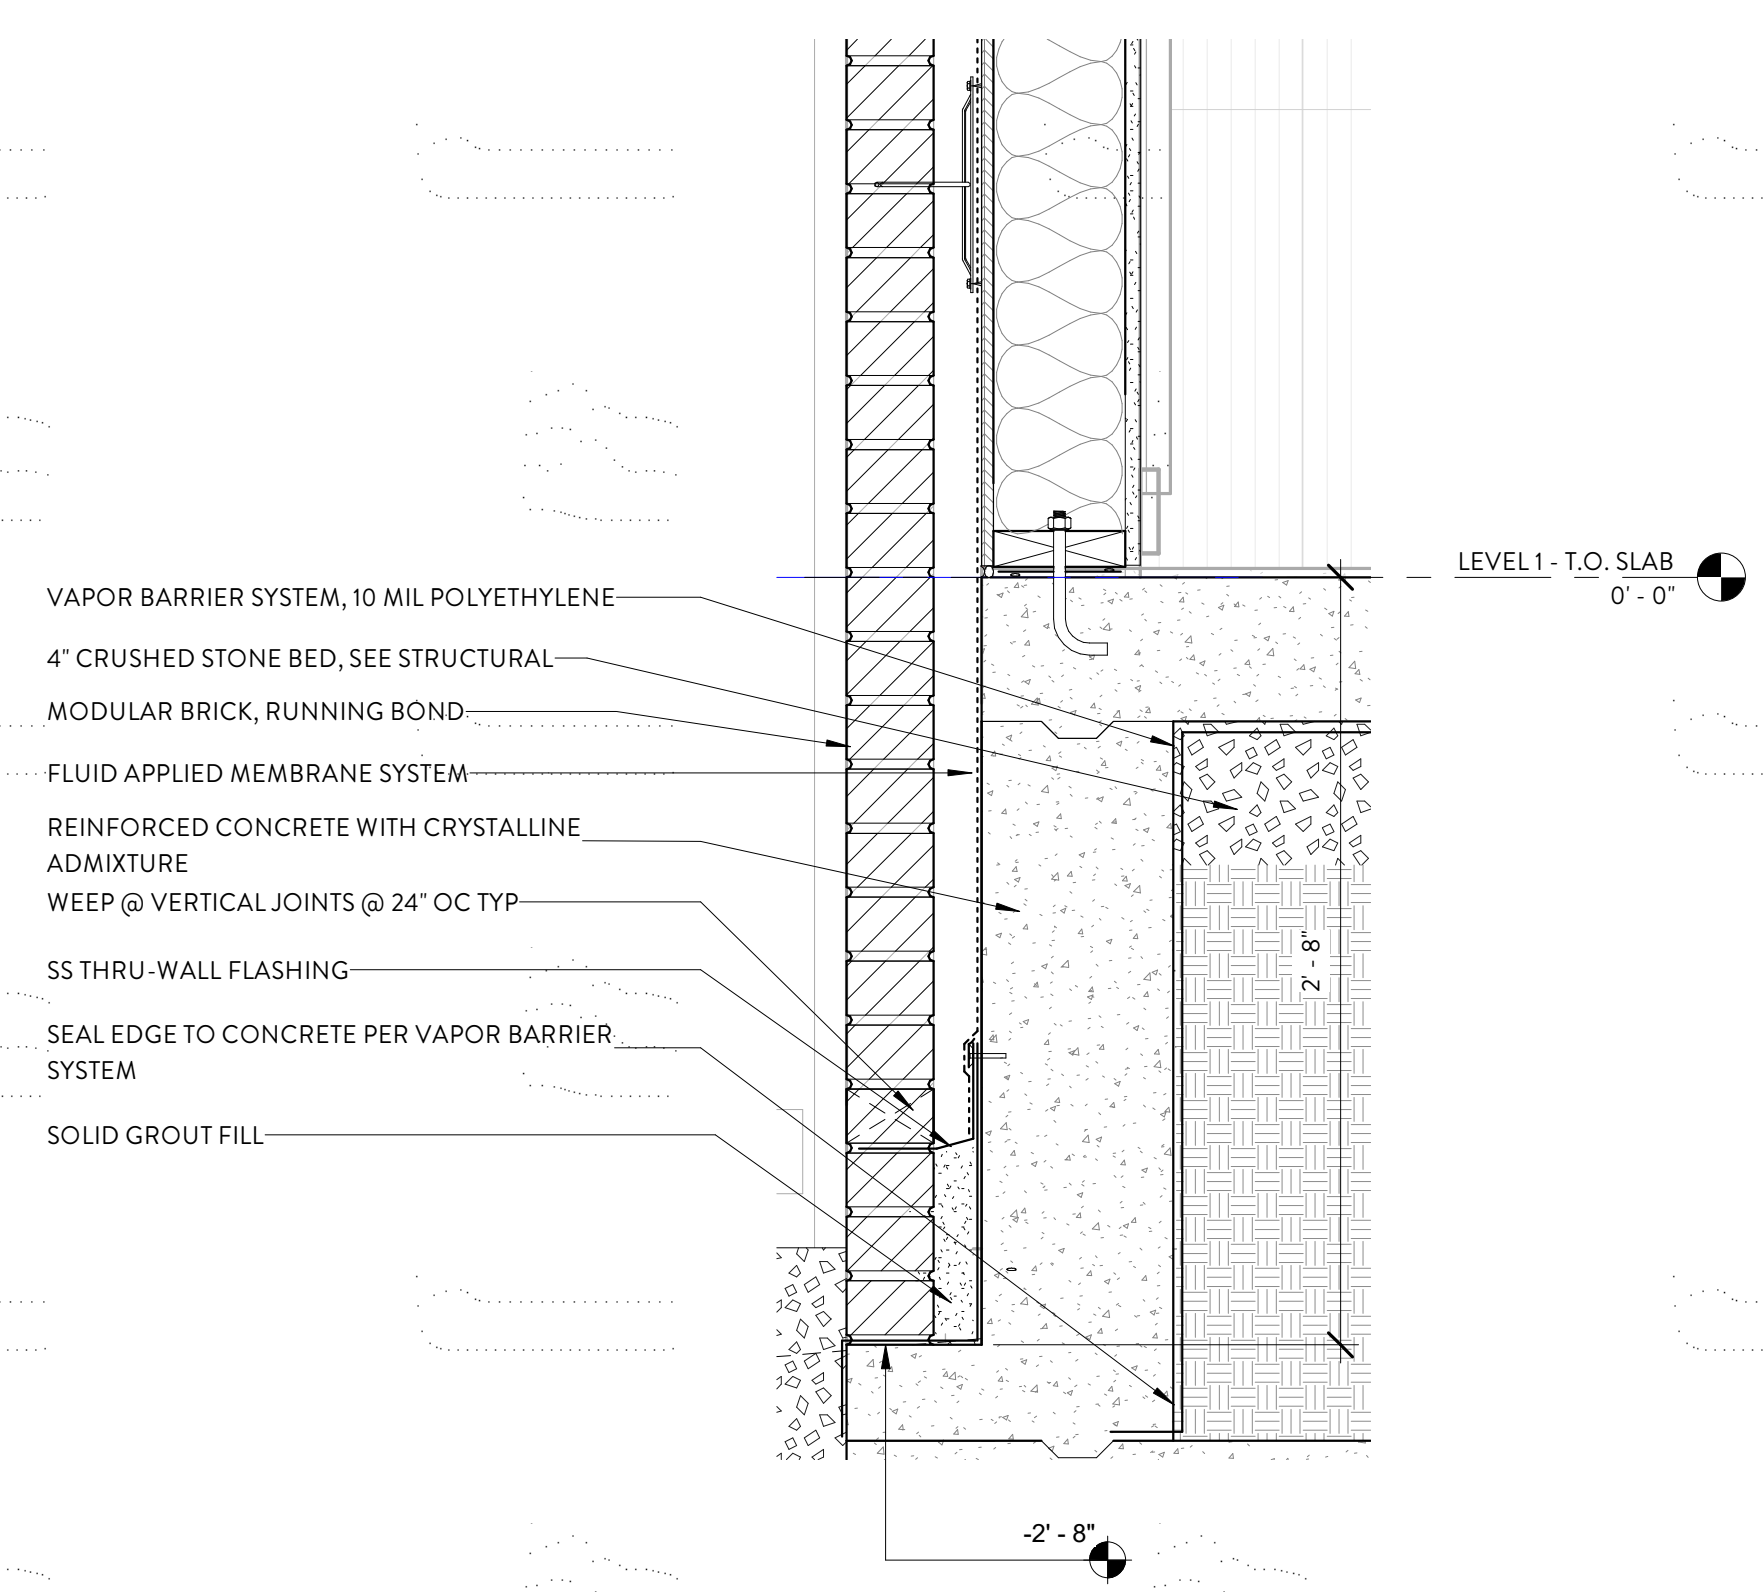 LEVEL 1 - T.O. SLAB
0' - 0"
VAPOR BARRIER SYSTEM, 10 MIL POLYETHYLENE
4" CRUSHED STONE BED, SEE STRUCTURAL
MODULAR BRICK, RUNNING BOND
FLUID APPLIED MEMBRANE SYSTEM
REINFORCED CONCRETE WITH CRYSTALLINE
ADMIXTURE
WEEP @ VERTICAL JOINTS @ 24" OC TYP
SS THRU-WALL FLASHING
SEAL EDGE TO CONCRETE PER VAPOR BARRIER
SYSTEM
SOLID GROUT FILL
2' - 8"
-2' - 8"